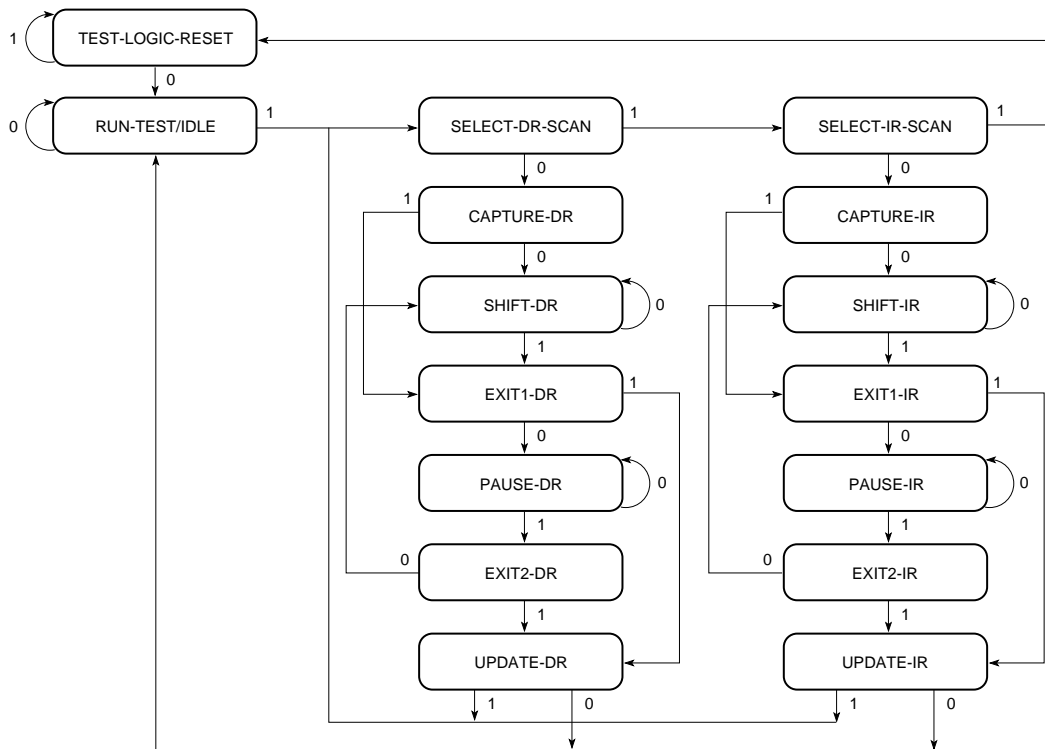 TEST-LOGIC-RESET
1
0
RUN-TEST/IDLE
0
1
SELECT-DR-SCAN
1
SELECT-IR-SCAN
1
0
0
1
CAPTURE-DR
1
CAPTURE-IR
0
0
SHIFT-DR
0
SHIFT-IR
0
1
1
EXIT1-DR
1
EXIT1-IR
1
0
0
PAUSE-DR
0
PAUSE-IR
0
1
1
0
EXIT2-DR
0
EXIT2-IR
1
1
UPDATE-DR
UPDATE-IR
1
0
1
0